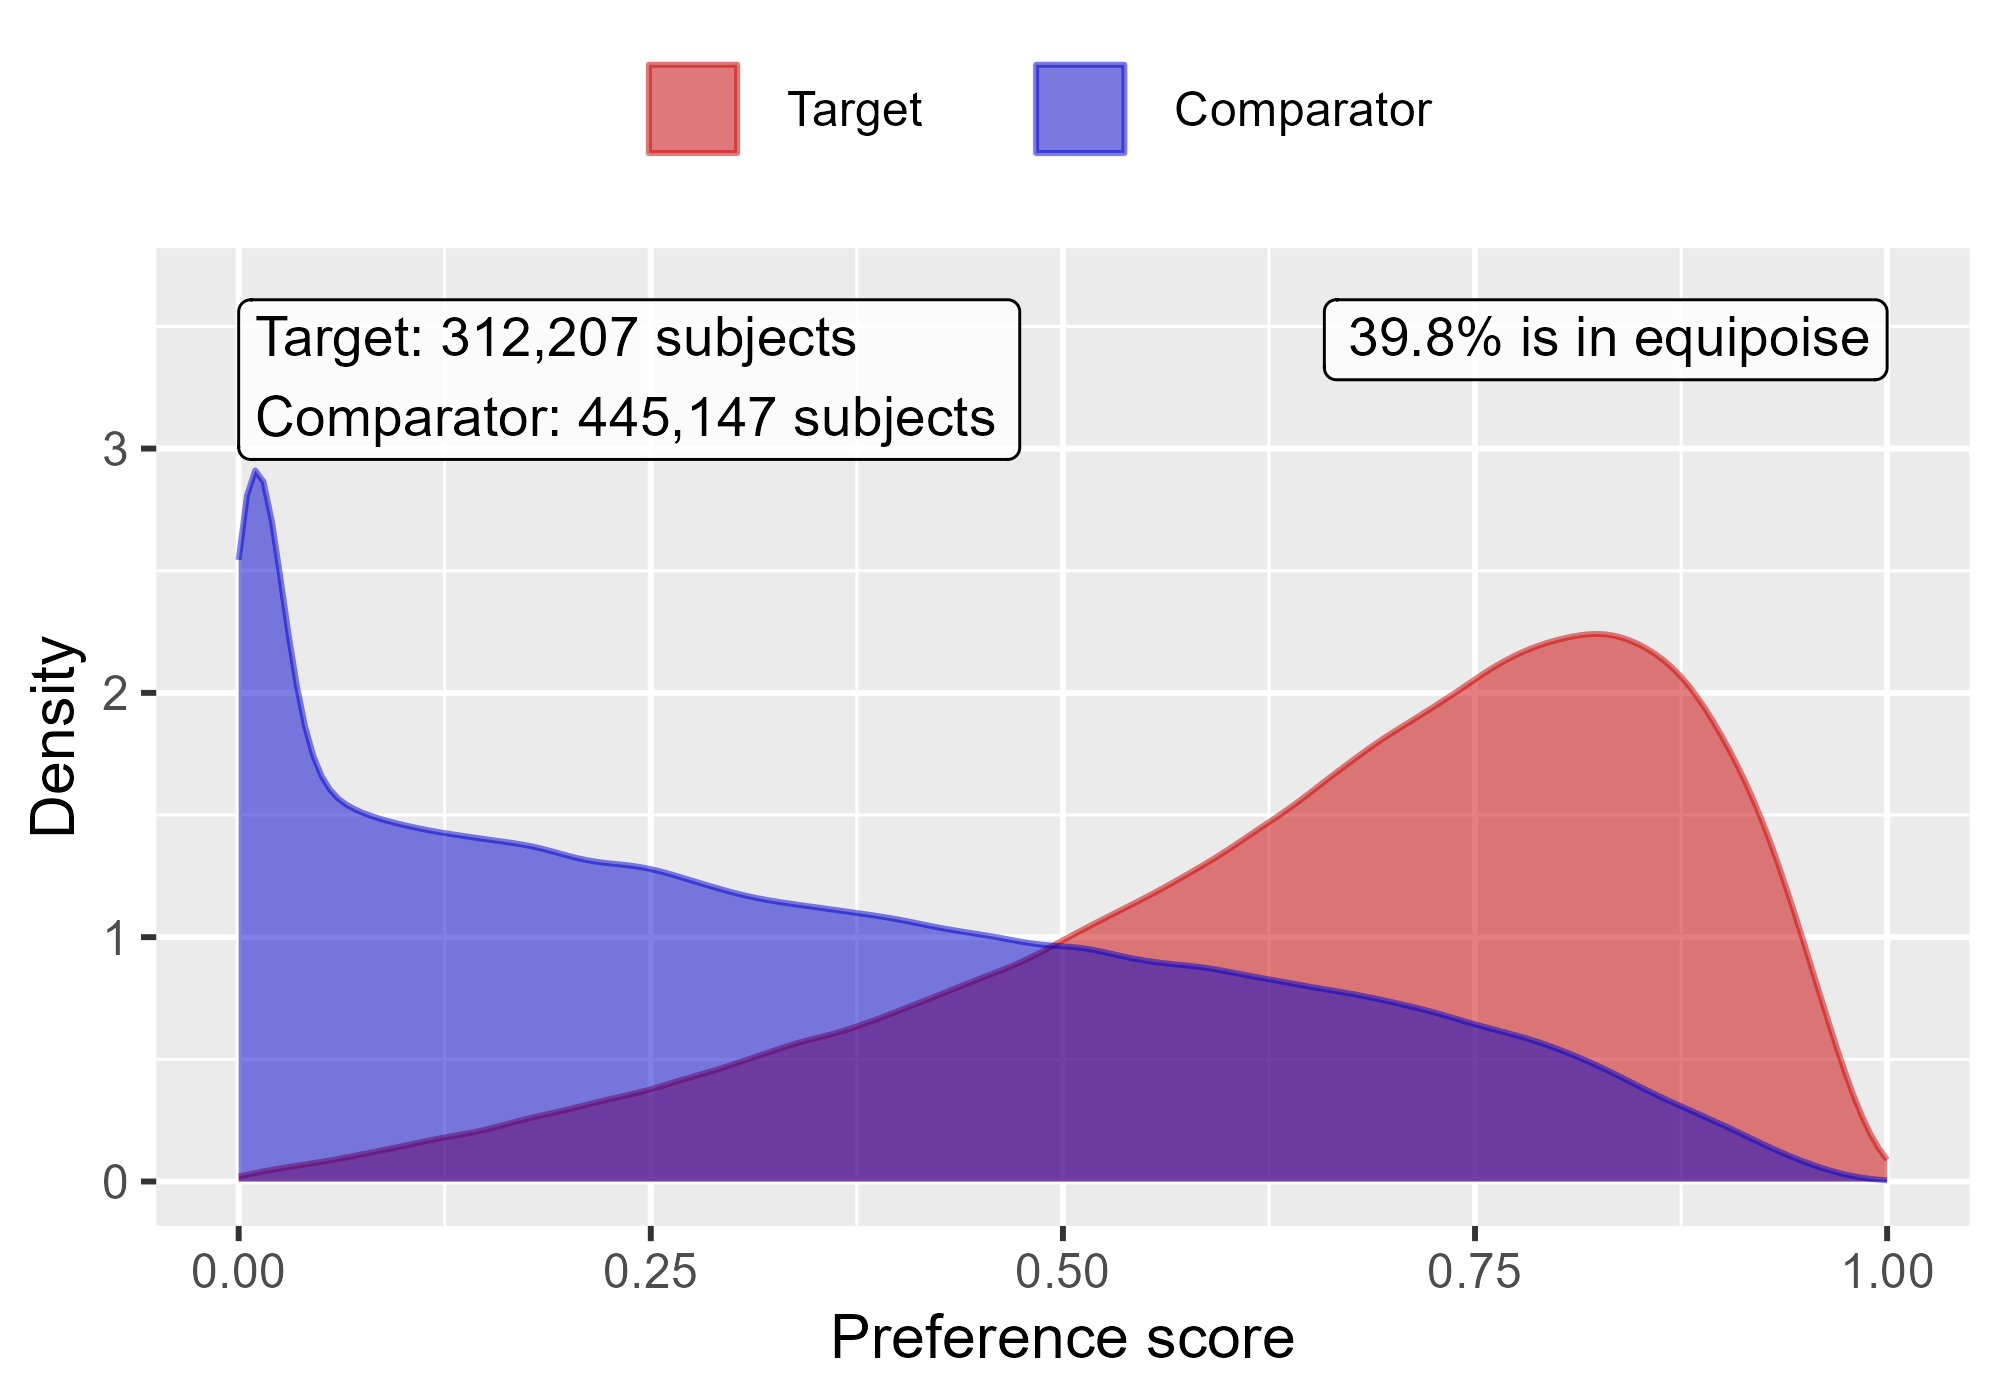 Target
Comparator
Target: 312,207 subjects
Comparator: 445,147 subjects
39.8% is in equipoise
3
2
1
0
Density
0.00
0.25
0.50
0.75
1.00
Preference score